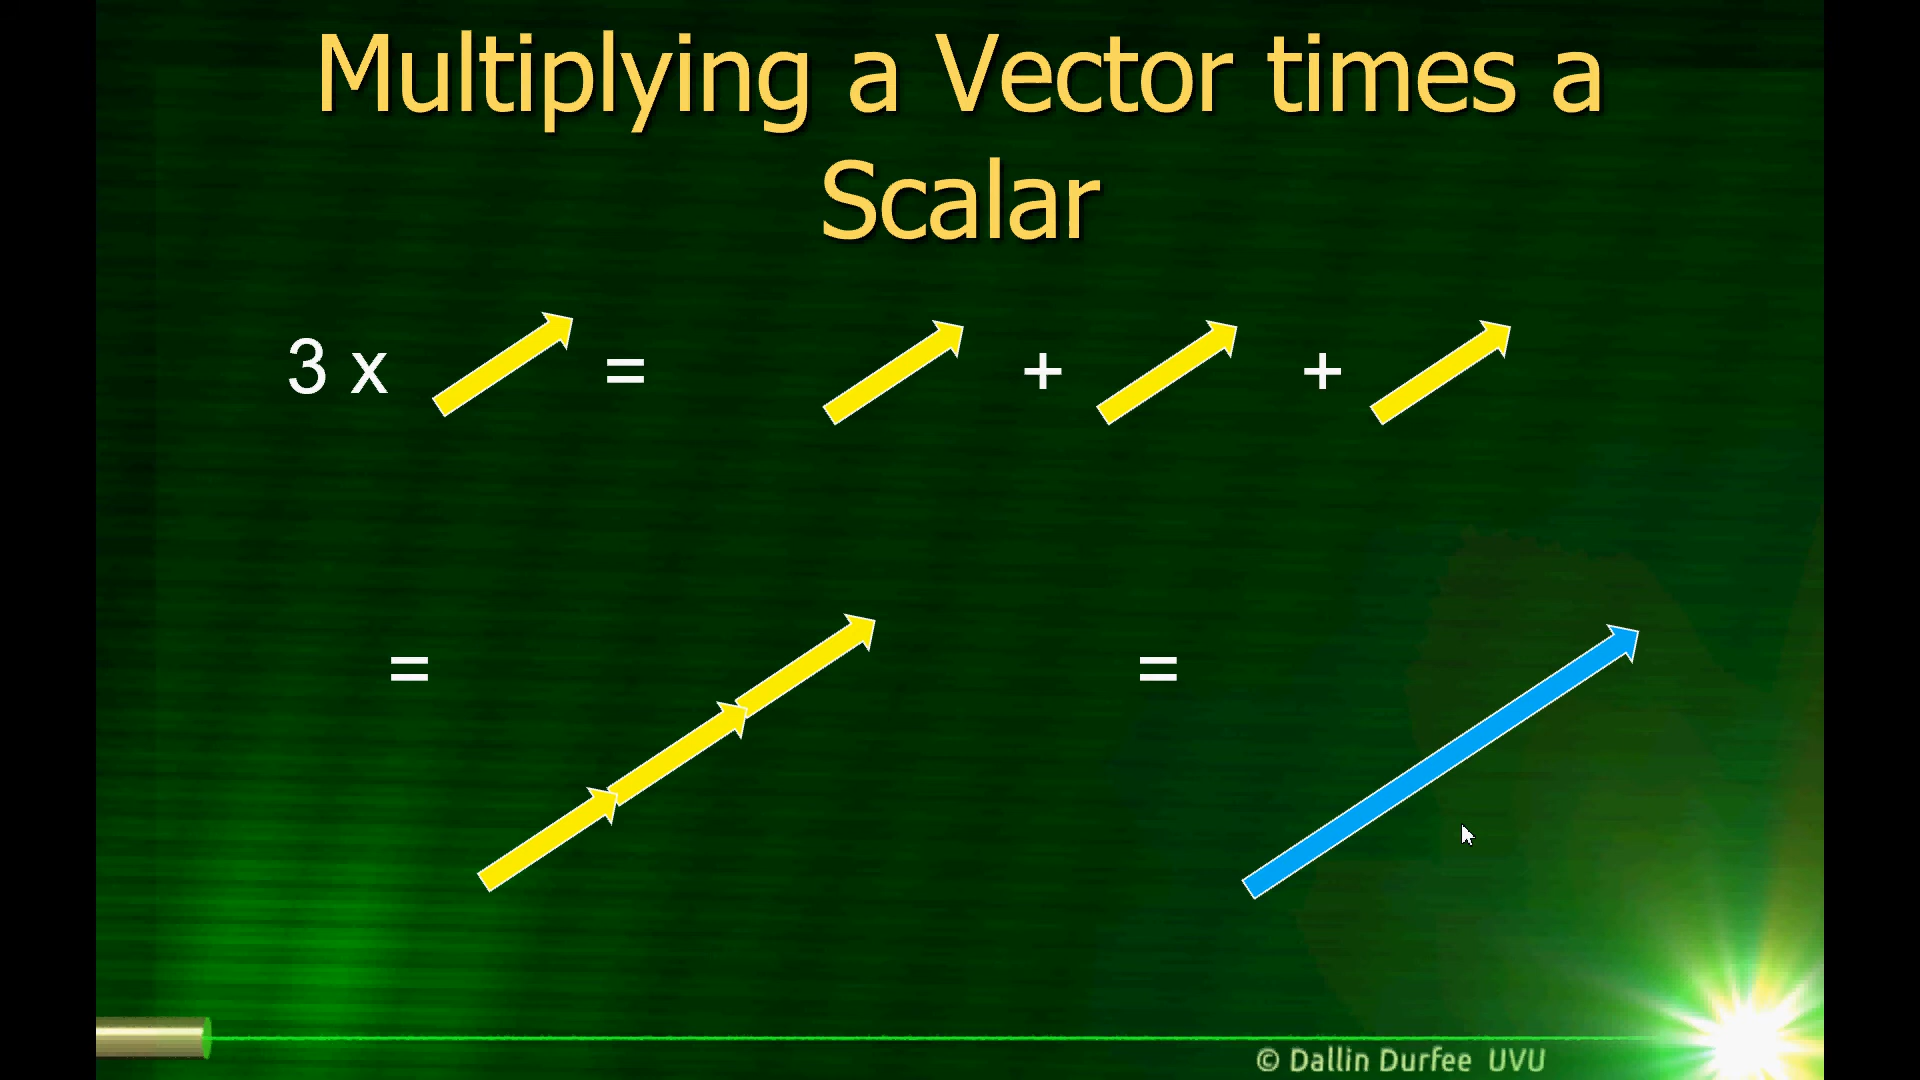 Multiplying a Vector times a
Scalar
3 x = + +
= =
© Dallin Durfee UVU